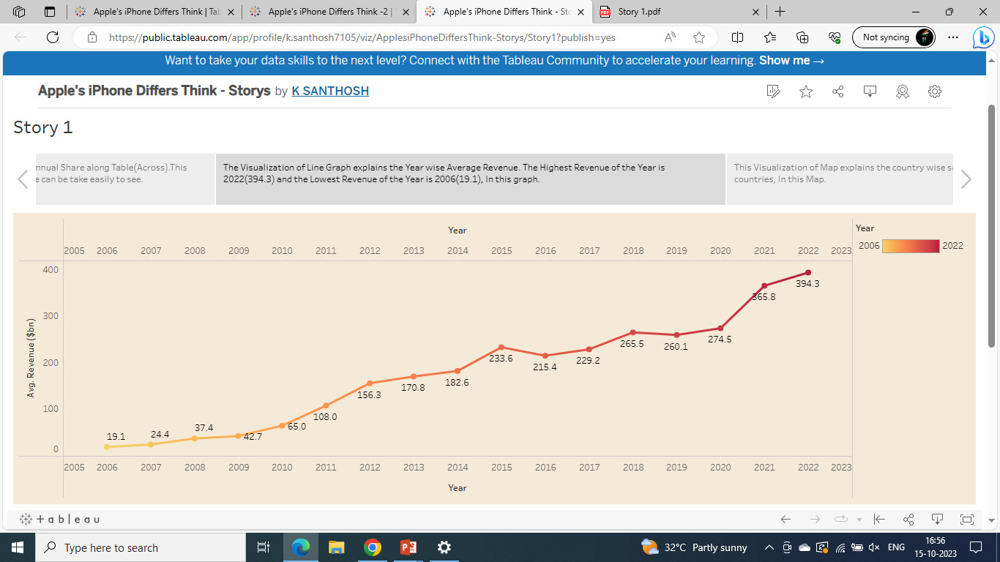 Apple's iPhone Differs Think | Tab
Apple's iPhone Differs Think -2 |
Apple's iPhone Differs Think - Sto
Story 1.pdf
https://public.tableau.com/app/profile/k.santhosh7105/viz/ApplesiPhoneDiffersThink-Storys/Story1?publish=yes
Not syncing
Want to take your data skills to the next level? Connect with the Tableau Community to accelerate your learning. Show me →
Apple's iPhone Differs Think - Storys by K SANTHOSH
Story 1
nnual Share along Table(Across).This
e can be take easily to see.
The Visualization of Line Graph explains the Year wise Average Revenue. The Highest Revenue of the Year is
2022(394.3) and the Lowest Revenue of the Year is 2006(19.1), In this graph.
This Visualization of Map explains the country wise sa
countries, In this Map.
Year
2005 2006 2007 2008 2009 2010 2011 2012 2013 2014 2015 2016 2017 2018 2019 2020 2021 2022 2023
Year
2006 2022
Avg. Revenue ($bn)
400
300
200
100
0
19.1
24.4
37.4
42.7
65.0
108.0
156.3
170.8
182.6
233.6
215.4
229.2
265.5
260.1
274.5
365.8
394.3
2005 2006 2007 2008 2009 2010 2011 2012 2013 2014 2015 2016 2017 2018 2019 2020 2021 2022 2023
Year
+ a b | e a u
Type here to search
32°C Partly sunny
ENG
16:56
15-10-2023